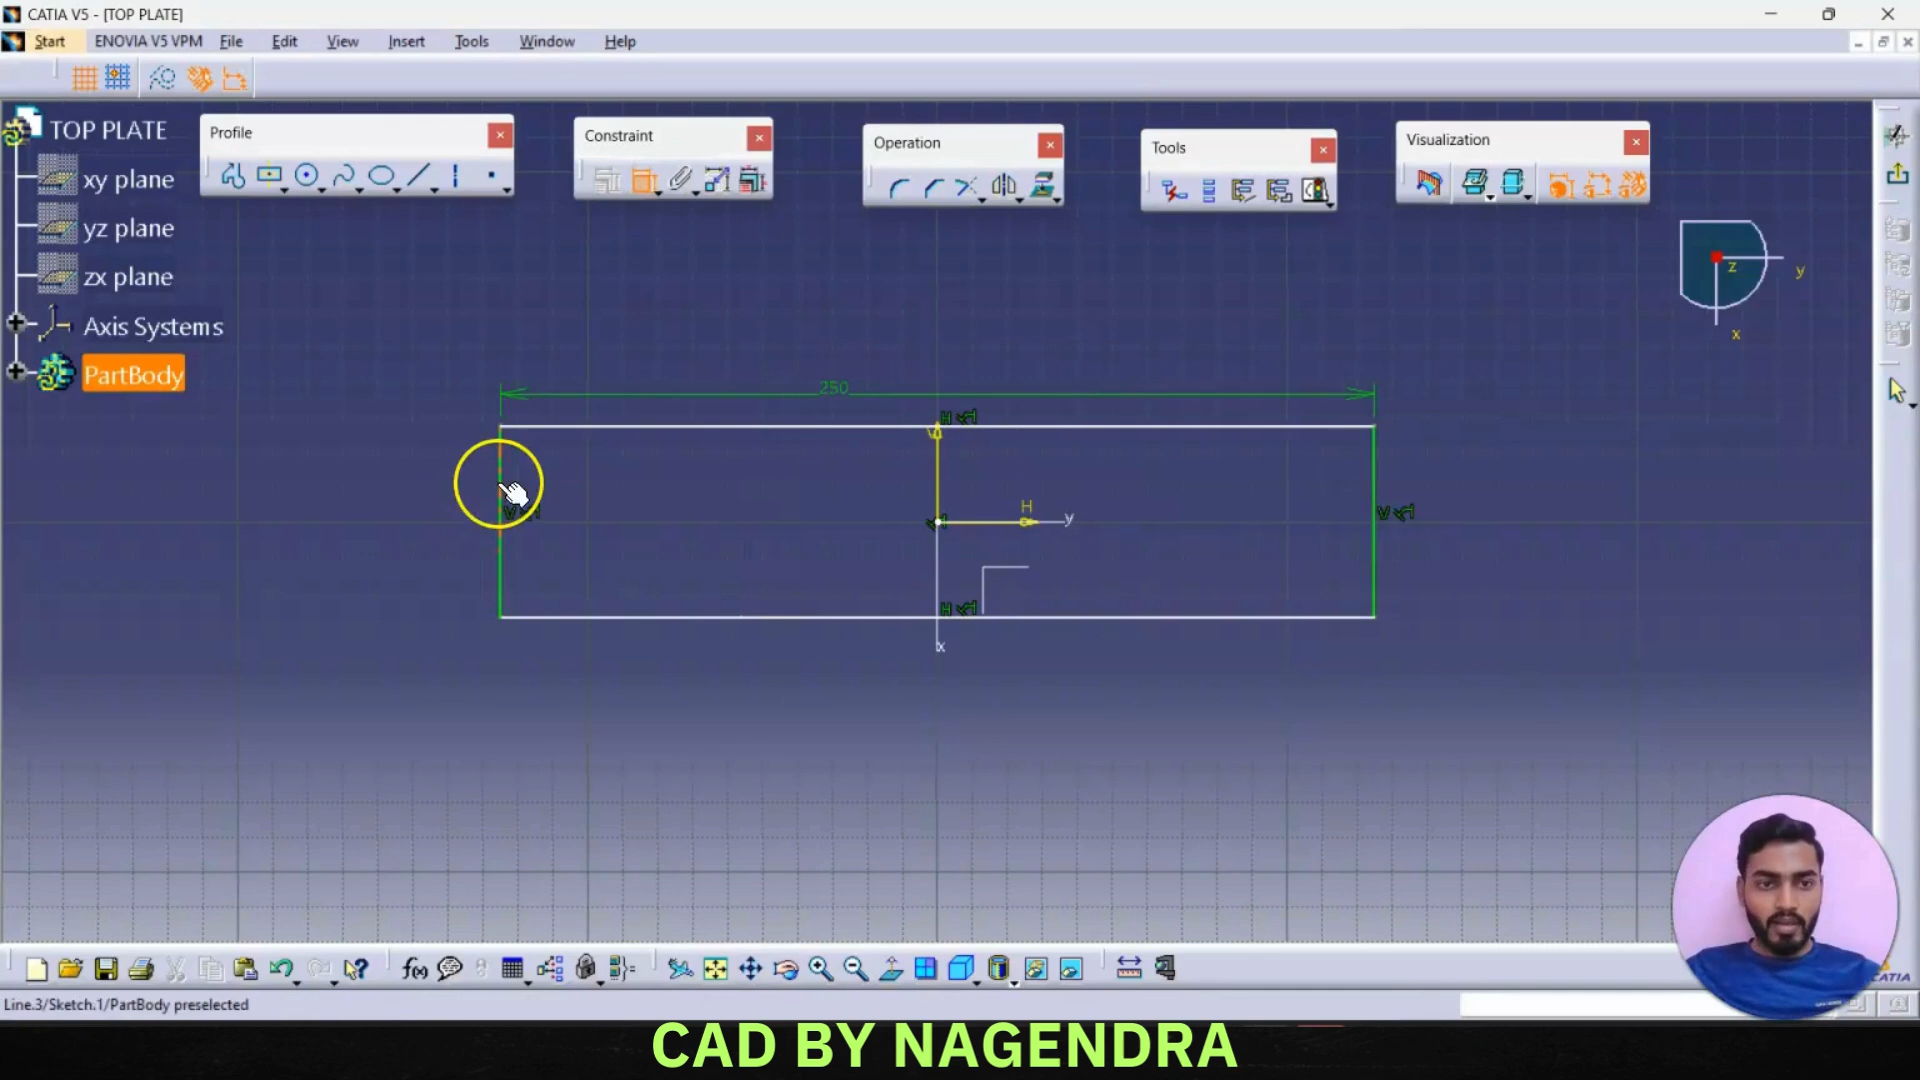 CATIA V5 - [TOP PLATE]
Start ENOVIA V5 VPM File Edit View Insert Tools Window Help
TOP PLATE
xy plane
yz plane
zx plane
Axis Systems
PartBody
Profile
Constraint
Operation
Tools
Visualization
z
y
x
250
H
V
H
y
V
V
H
x
f(x)
CATIA
Line.3/Sketch.1/PartBody preselected
CAD BY NAGENDRA